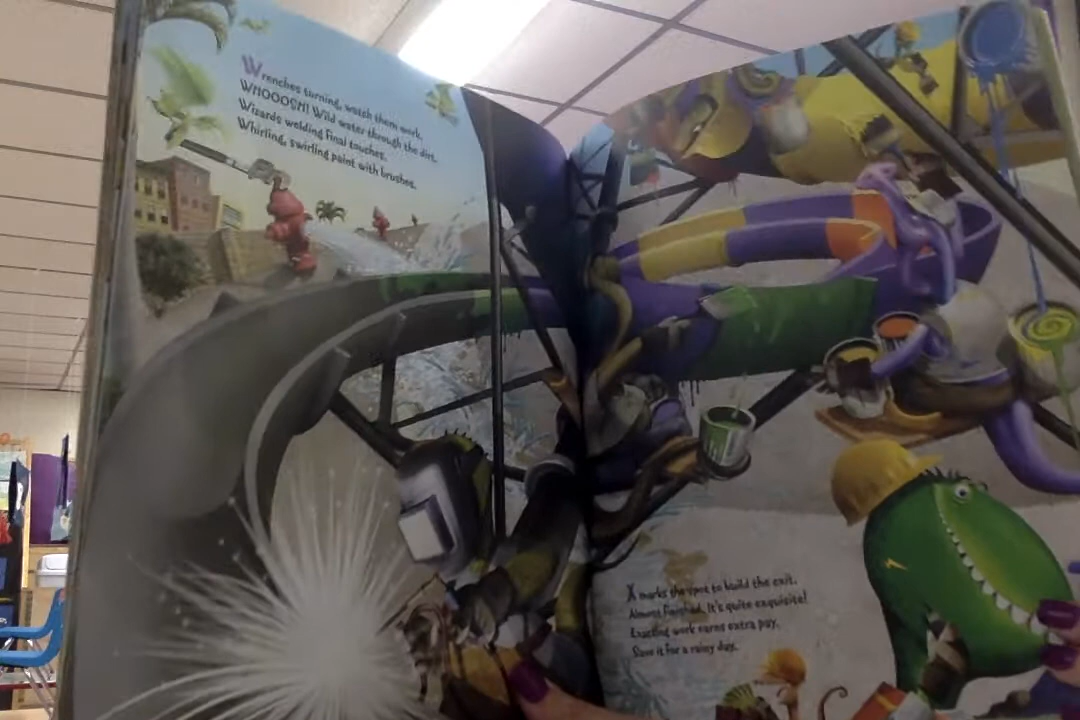 Wrenches turning, watch them work,
WHOOOSH! Wild water through the dirt.
Wizards welding final touches.
Whirling, swirling paint with brushes.
X marks the spot to build the exit.
Almost finished. It's quite exquisite!
Exacting work earns extra pay.
Save it for a rainy day.